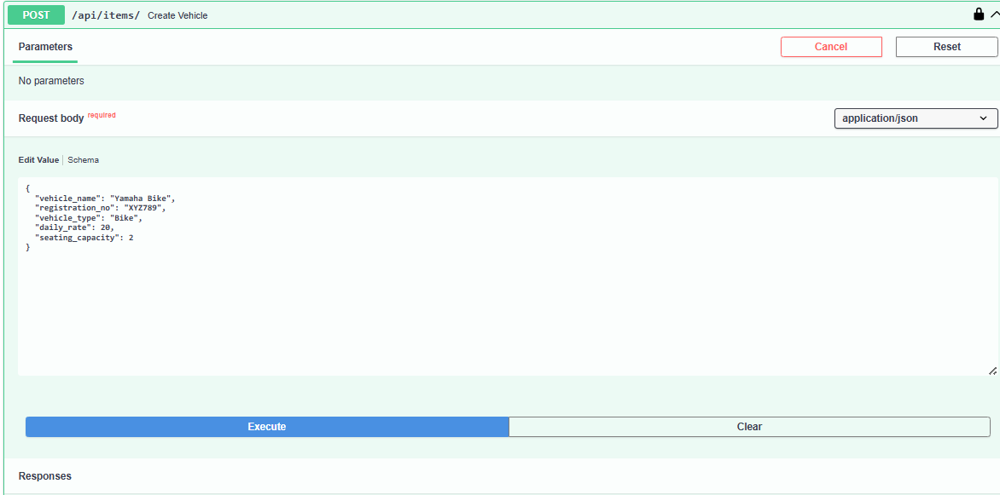 POST /api/items/ Create Vehicle
Parameters Cancel Reset
No parameters
Request body required application/json
Edit Value Schema
{
  "vehicle_name": "Yamaha Bike",
  "registration_no": "XYZ789",
  "vehicle_type": "Bike",
  "daily_rate": 20,
  "seating_capacity": 2
}
Execute Clear
Responses